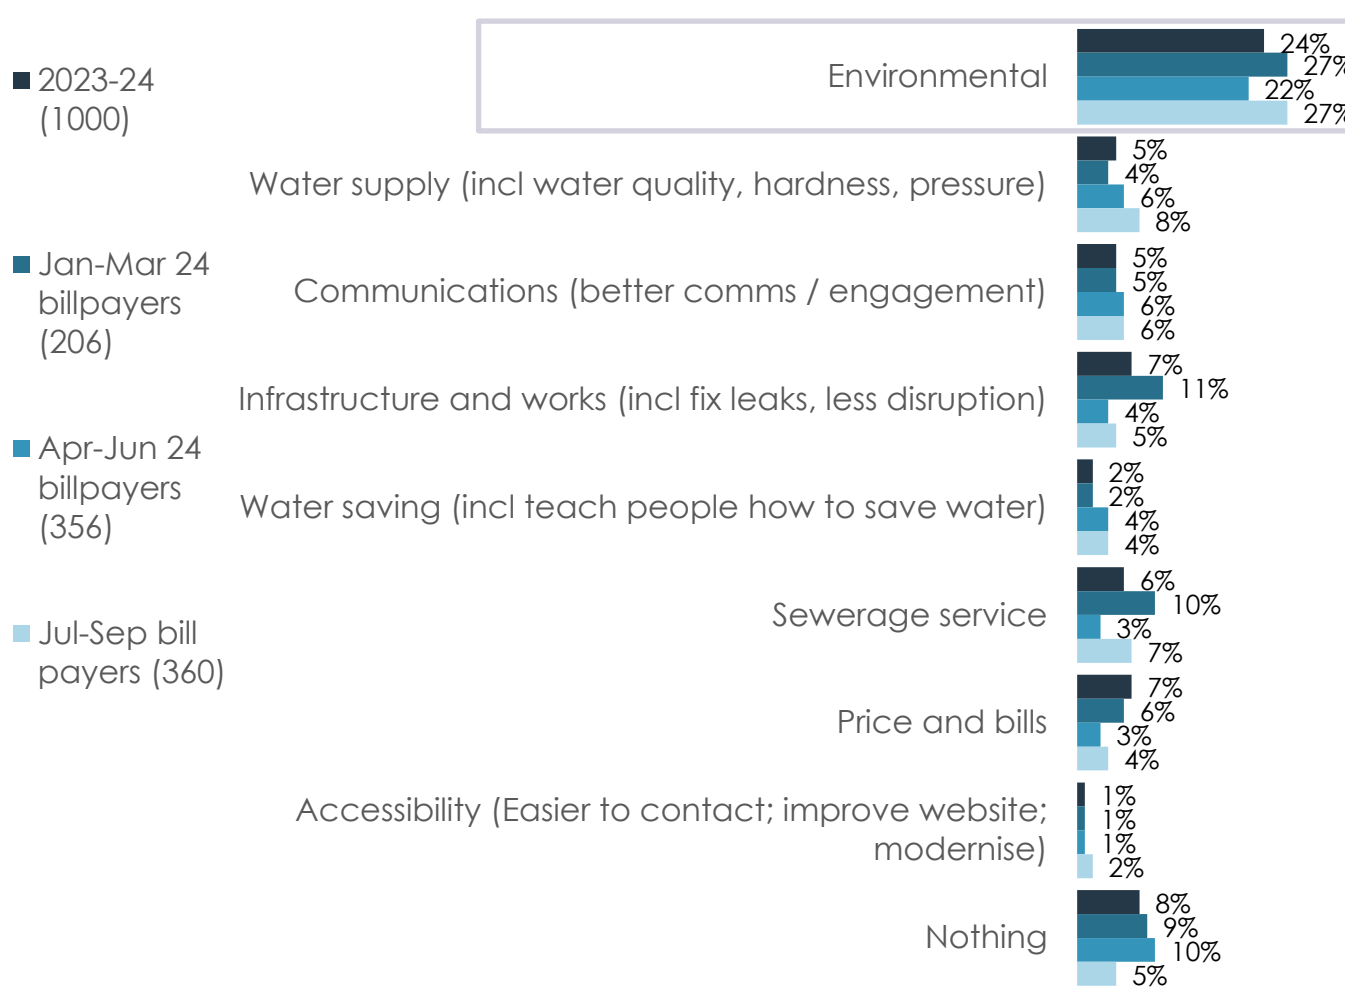 2023-24
(1000)
Jan-Mar 24
billpayers
(206)
Apr-Jun 24
billpayers
(356)
Jul-Sep bill
payers (360)
Environmental
24%
27%
22%
27%
Water supply (incl water quality, hardness, pressure)
5%
4%
6%
8%
Communications (better comms / engagement)
5%
5%
6%
6%
Infrastructure and works (incl fix leaks, less disruption)
7%
11%
4%
5%
Water saving (incl teach people how to save water)
2%
2%
4%
4%
Sewerage service
6%
10%
3%
7%
Price and bills
7%
6%
3%
4%
Accessibility (Easier to contact; improve website;
modernise)
1%
1%
1%
2%
Nothing
8%
9%
10%
5%